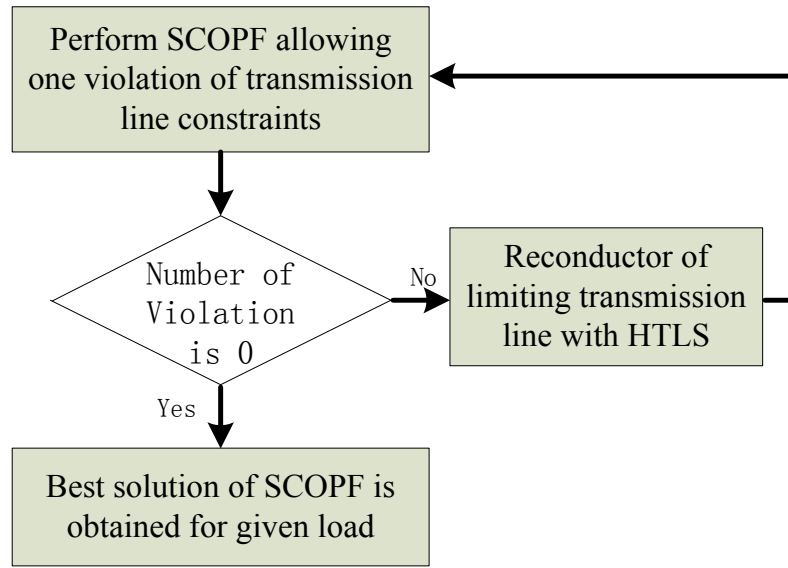 Perform SCOPF allowing
one violation of transmission
line constraints
Number of
Violation
is 0
No
Reconductor of
limiting transmission
line with HTLS
Yes
Best solution of SCOPF is
obtained for given load